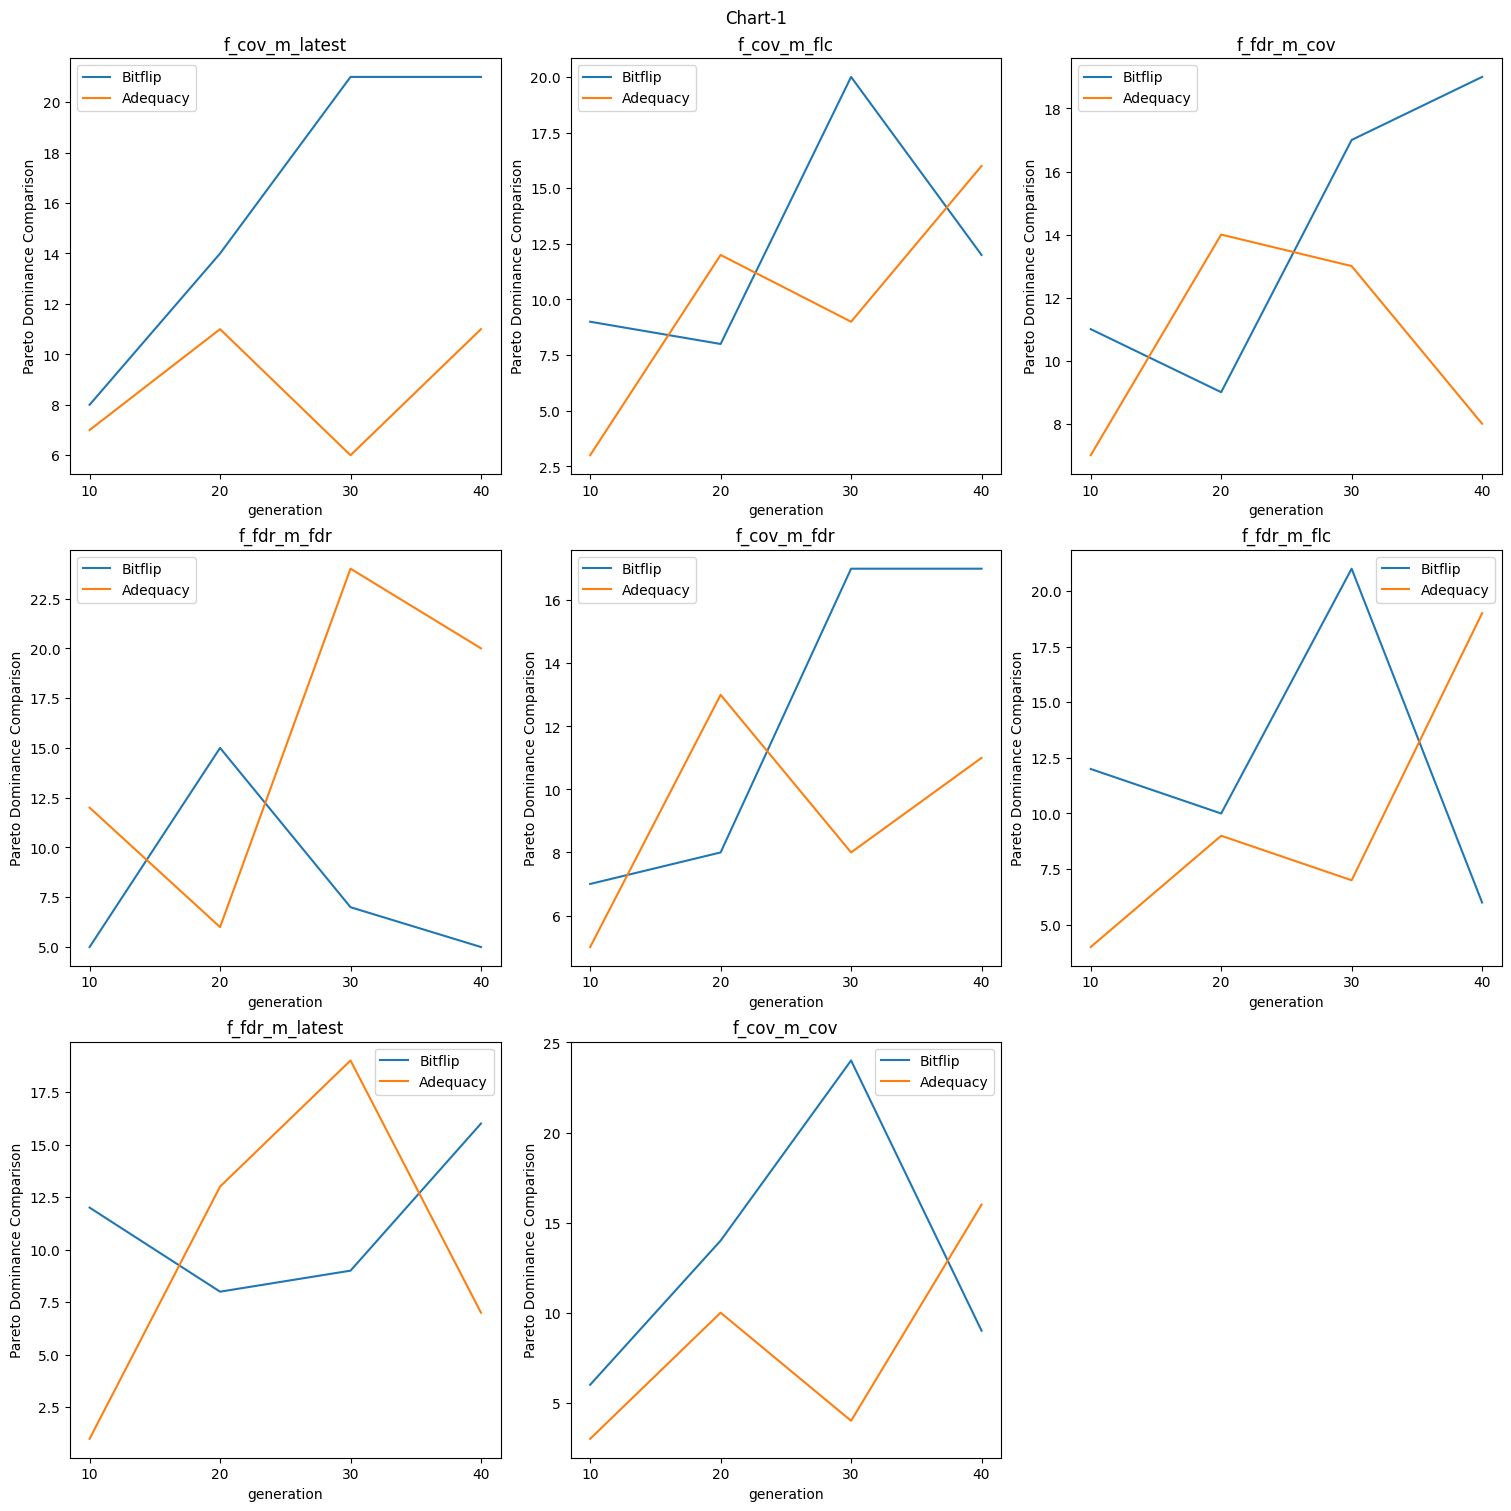 Chart-1
f_cov_m_latest
Bitflip
Adequacy
Pareto Dominance Comparison
20
18
16
14
12
10
8
6
10 20 30 40
generation
f_cov_m_flc
Bitflip
Adequacy
Pareto Dominance Comparison
20.0
17.5
15.0
12.5
10.0
7.5
5.0
2.5
10 20 30 40
generation
f_fdr_m_cov
Bitflip
Adequacy
Pareto Dominance Comparison
18
16
14
12
10
8
10 20 30 40
generation
f_fdr_m_fdr
Bitflip
Adequacy
Pareto Dominance Comparison
22.5
20.0
17.5
15.0
12.5
10.0
7.5
5.0
10 20 30 40
generation
f_cov_m_fdr
Bitflip
Adequacy
Pareto Dominance Comparison
16
14
12
10
8
6
10 20 30 40
generation
f_fdr_m_flc
Bitflip
Adequacy
Pareto Dominance Comparison
20.0
17.5
15.0
12.5
10.0
7.5
5.0
10 20 30 40
generation
f_fdr_m_latest
Bitflip
Adequacy
Pareto Dominance Comparison
17.5
15.0
12.5
10.0
7.5
5.0
2.5
10 20 30 40
generation
f_cov_m_cov
Bitflip
Adequacy
Pareto Dominance Comparison
25
20
15
10
5
10 20 30 40
generation